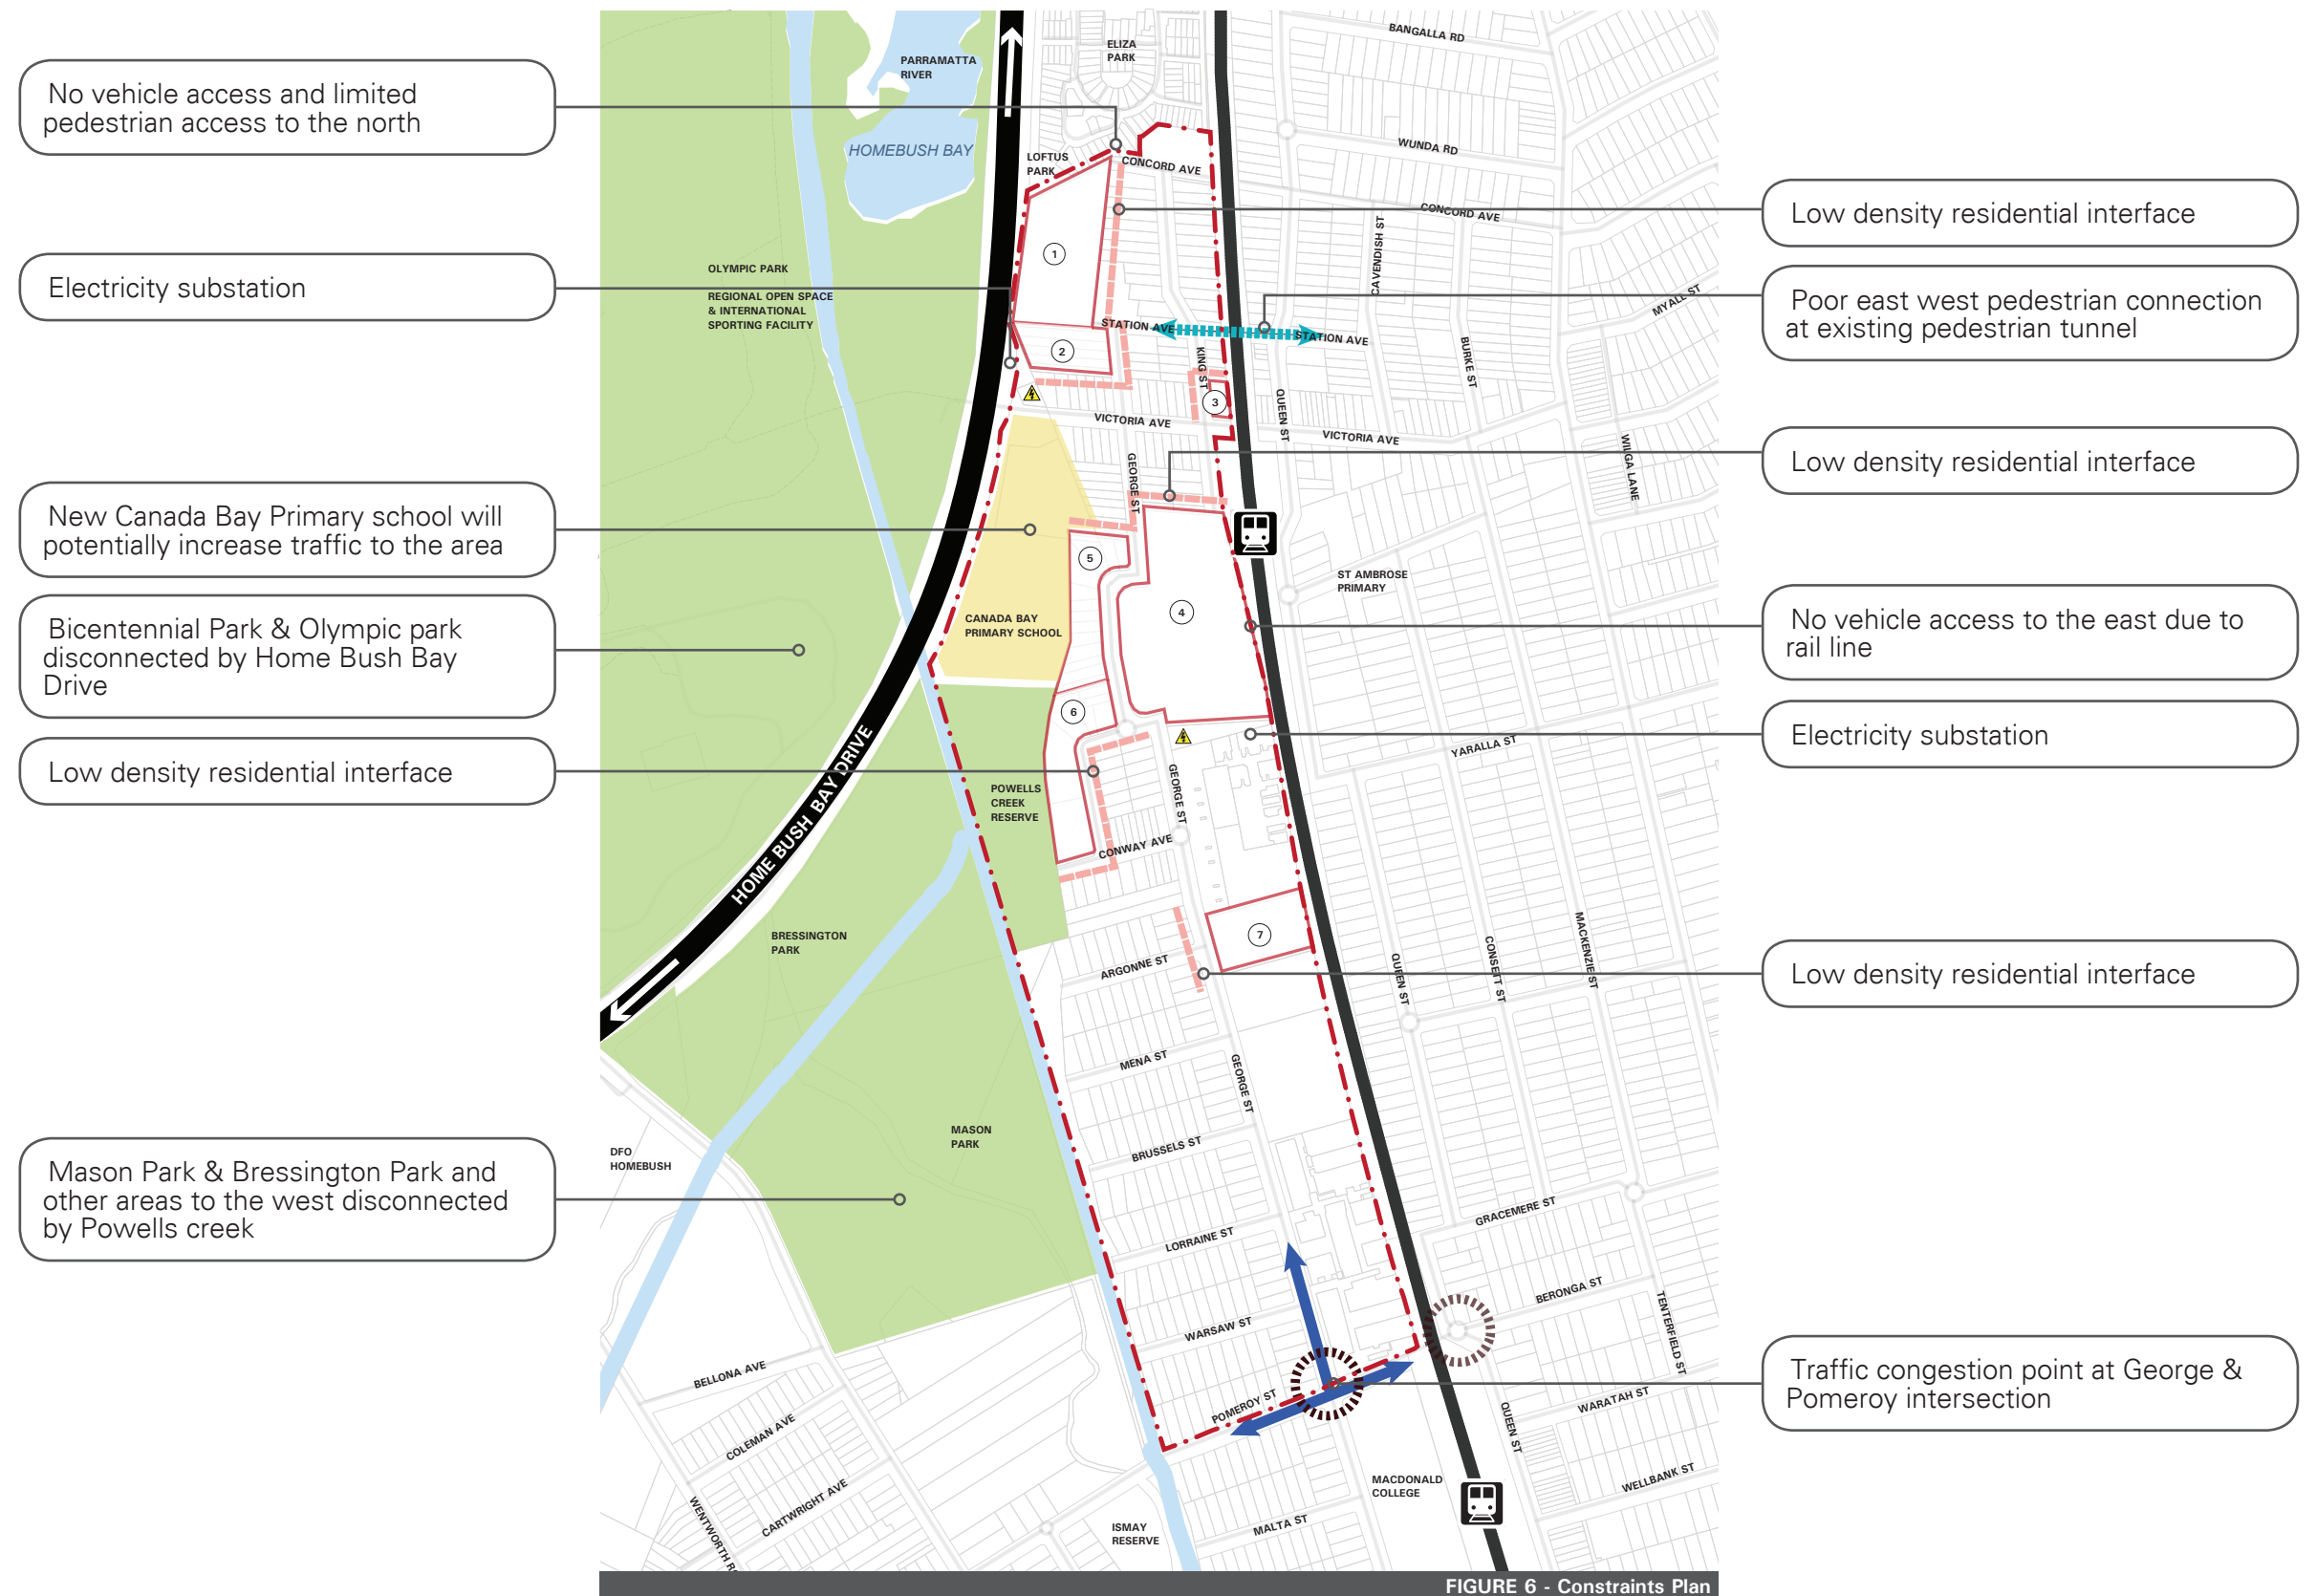 No vehicle access and limited
pedestrian access to the north
Electricity substation
New Canada Bay Primary school will
potentially increase traffic to the area
Bicentennial Park & Olympic park
disconnected by Home Bush Bay
Drive
Low density residential interface
Mason Park & Bressington Park and
other areas to the west disconnected
by Powells creek
PARRAMATTA
RIVER
HOMEBUSH BAY
ELIZA
PARK
LOFTUS
PARK
CONCORD AVE
BANGALLA RD
WUNDA RD
CONCORD AVE
CAVENDISH ST
MYALL ST
OLYMPIC PARK
REGIONAL OPEN SPACE
& INTERNATIONAL
SPORTING FACILITY
1
STATION AVE
STATION AVE
2
KING ST
3
BURKE ST
QUEEN ST
VICTORIA AVE
VICTORIA AVE
WILGA LANE
GEORGE ST
5
4
ST AMBROSE
PRIMARY
CANADA BAY
PRIMARY SCHOOL
6
YARALLA ST
GEORGE ST
POWELLS
CREEK
RESERVE
HOME BUSH BAY DRIVE
CONWAY AVE
BRESSINGTON
PARK
7
ARGONNE ST
QUEEN ST
CONSETT ST
MACKENZIE ST
MENA ST
GEORGE ST
MASON
PARK
DFO
HOMEBUSH
BRUSSELS ST
GRACEMERE ST
LORRAINE ST
BERONGA ST
TENTERFIELD ST
WARSAW ST
BELLONA AVE
POMEROY ST
WARATAH ST
COLEMAN AVE
QUEEN ST
CARTWRIGHT AVE
WENTWORTH R
MACDONALD
COLLEGE
WELLBANK ST
ISMAY
RESERVE
MALTA ST
Low density residential interface
Poor east west pedestrian connection
at existing pedestrian tunnel
Low density residential interface
No vehicle access to the east due to
rail line
Electricity substation
Low density residential interface
Traffic congestion point at George &
Pomeroy intersection
FIGURE 6 - Constraints Plan